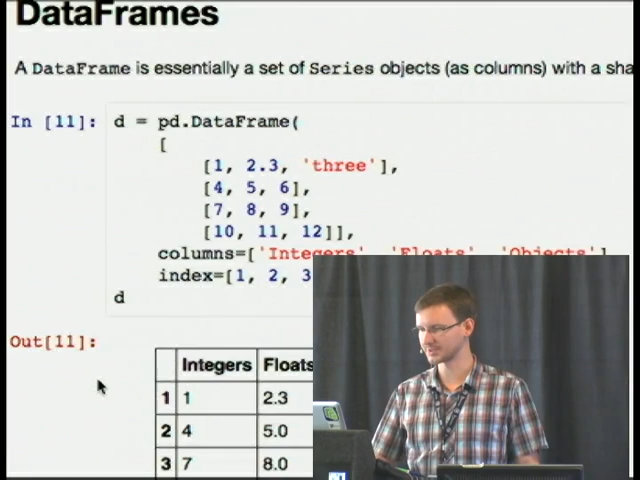 DataFrames
A DataFrame is essentially a set of Series objects (as columns) with a sha
In [11]: d = pd.DataFrame(
[
[1, 2.3, 'three'],
[4, 5, 6],
[7, 8, 9],
[10, 11, 12]],
columns=['Integers', 'Floats', 'Objects'],
index=[1, 2, 3
d
Out[11]:
Integers Floats
1 1 2.3
2 4 5.0
3 7 8.0